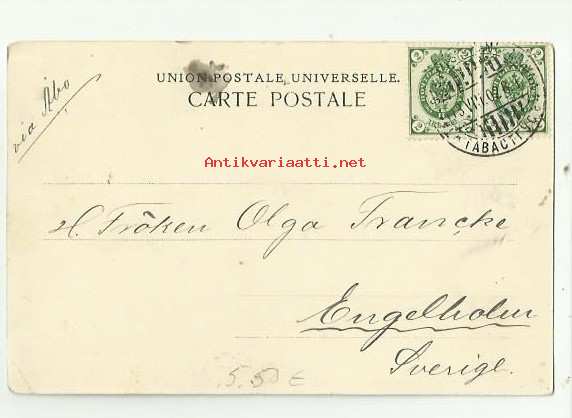 via Åbo
UNION POSTALE UNIVERSELLE.
CARTE POSTALE
Antikvariaatti.net
H. Fröken Olga Francke
Engelholm
Sverige.
5.50 €